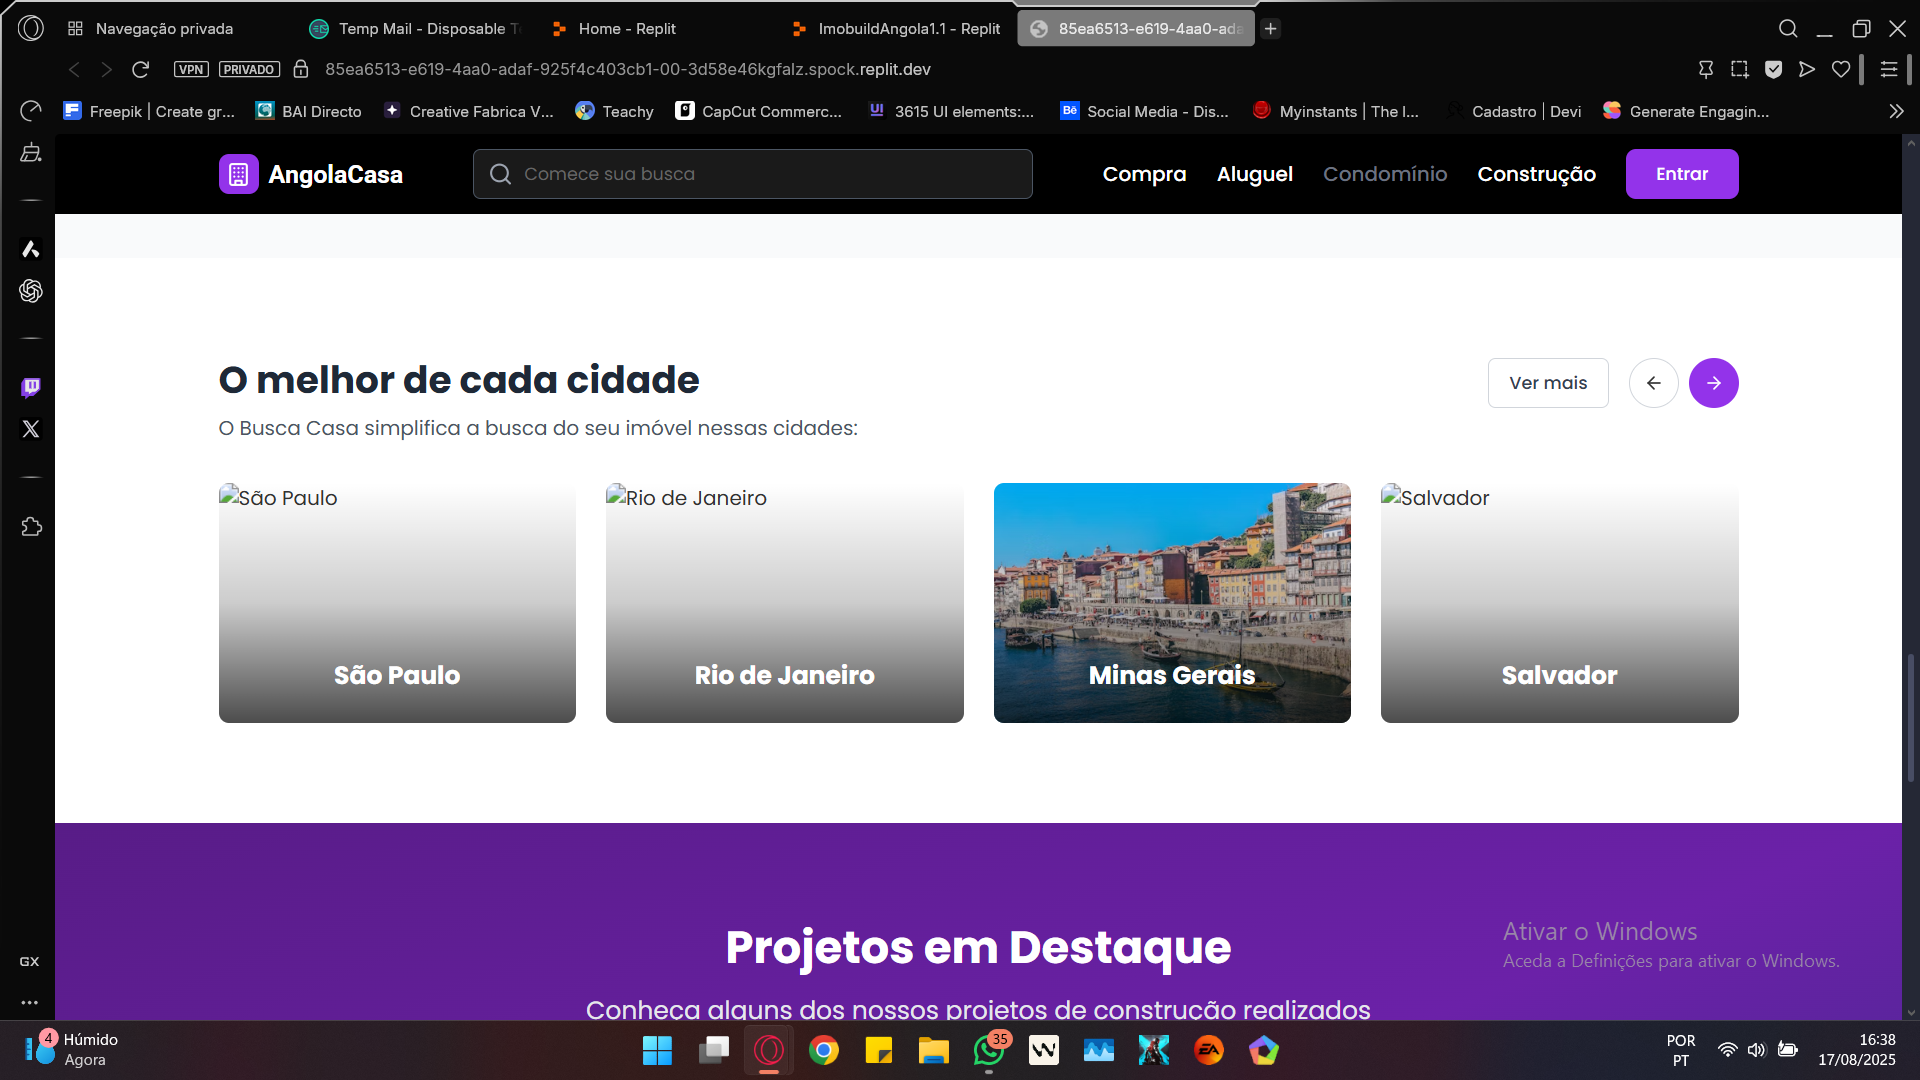 Navegação privada
Temp Mail - Disposable
Home - Replit
ImobuildAngola1.1 - Replit
85ea6513-e619-4aa0-ada
VPN
PRIVADO
85ea6513-e619-4aa0-adaf-925f4c403cb1-00-3d58e46kgfalz.spock.replit.dev
Freepik | Create gr...
BAI Directo
Creative Fabrica V...
Teachy
CapCut Commerc...
UI
3615 UI elements:...
Bē
Social Media - Dis...
Myinstants | The I...
Cadastro | Devi
Generate Engagin...
AngolaCasa
Comece sua busca
Compra
Aluguel
Condomínio
Construção
Entrar
O melhor de cada cidade
Ver mais
O Busca Casa simplifica a busca do seu imóvel nessas cidades:
São Paulo
Rio de Janeiro
Salvador
São Paulo
Rio de Janeiro
Minas Gerais
Salvador
Projetos em Destaque
Conheça alguns dos nossos projetos de construção realizados
Ativar o Windows
Aceda a Definições para ativar o Windows.
GX
4
Húmido
Agora
35
EA
POR
PT
16:38
17/08/2025